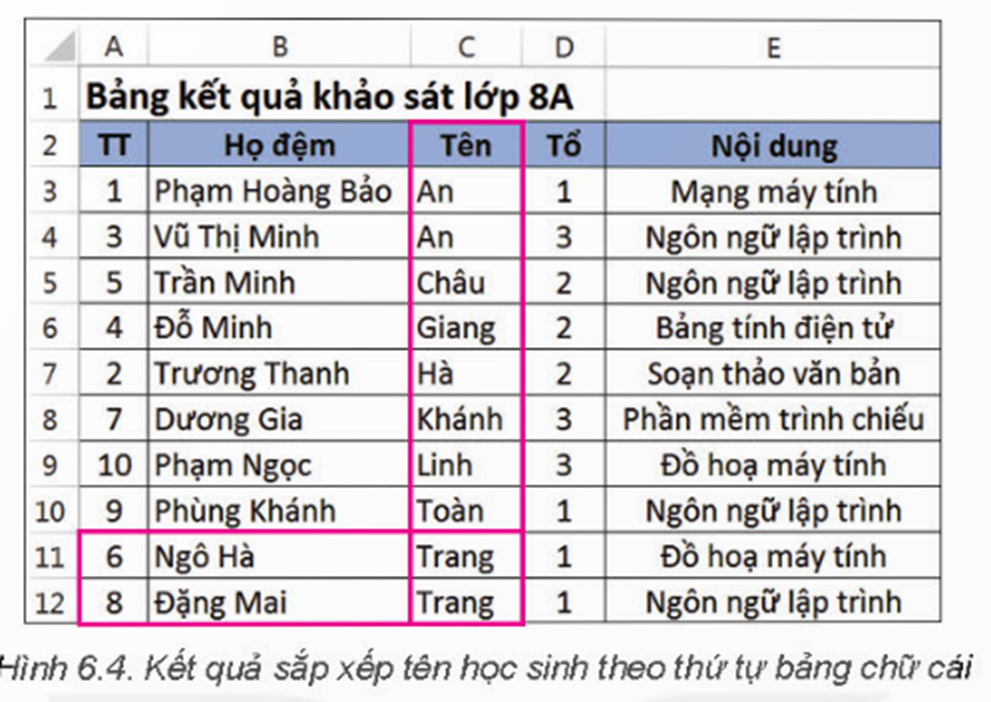 A B C D E
1 Bảng kết quả khảo sát lớp 8A
2 TT Họ đệm Tên Tổ Nội dung
3 1 Phạm Hoàng Bảo An 1 Mạng máy tính
4 3 Vũ Thị Minh An 3 Ngôn ngữ lập trình
5 5 Trần Minh Châu 2 Ngôn ngữ lập trình
6 4 Đỗ Minh Giang 2 Bảng tính điện tử
7 2 Trương Thanh Hà 2 Soạn thảo văn bản
8 7 Dương Gia Khánh 3 Phần mềm trình chiếu
9 10 Phạm Ngọc Linh 3 Đồ hoạ máy tính
10 9 Phùng Khánh Toàn 1 Ngôn ngữ lập trình
11 6 Ngô Hà Trang 1 Đồ hoạ máy tính
12 8 Đặng Mai Trang 1 Ngôn ngữ lập trình
Hình 6.4. Kết quả sắp xếp tên học sinh theo thứ tự bảng chữ cái